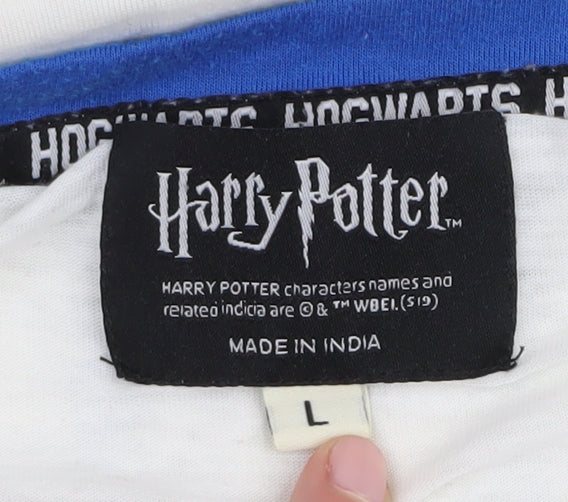 HOGWARTS HOGWARTS H
Harry Potter™
HARRY POTTER characters names and
related indicia are © & ™ WBEI. (S19)
MADE IN INDIA
L